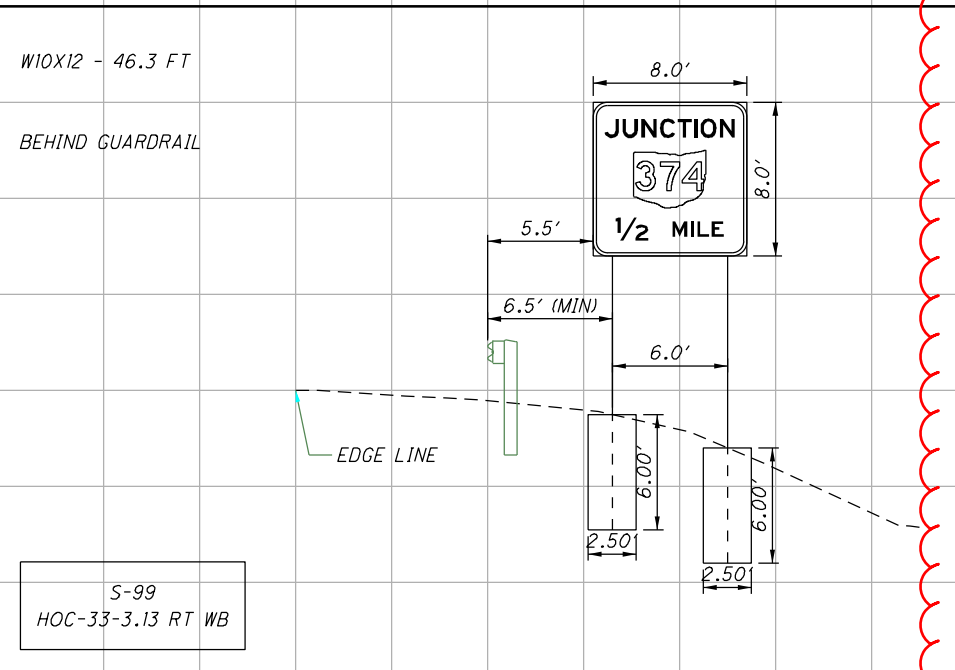 W10X12 - 46.3 FT
BEHIND GUARDRAIL
8.0'
JUNCTION
374
1/2 MILE
8.0'
5.5'
6.5' (MIN)
6.0'
EDGE LINE
6.00'
6.00'
2.50'
2.50'
S-99
HOC-33-3.13 RT WB